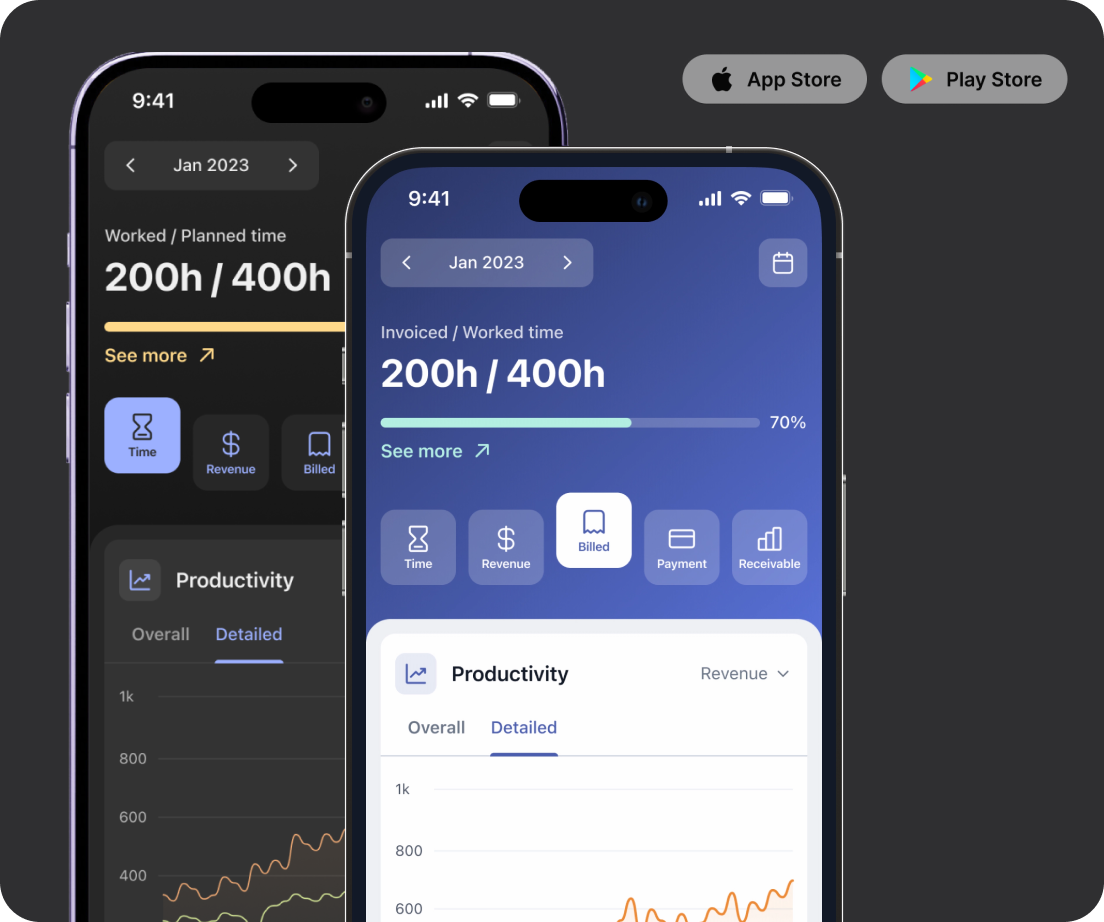 App Store
Play Store
9:41
Jan 2023
Worked / Planned time
200h / 400h
See more
Time
Revenue
Billed
Productivity
Overall
Detailed
1k
800
600
400
9:41
Jan 2023
Invoiced / Worked time
200h / 400h
70%
See more
Time
Revenue
Billed
Payment
Receivable
Productivity
Revenue
Overall
Detailed
1k
800
600